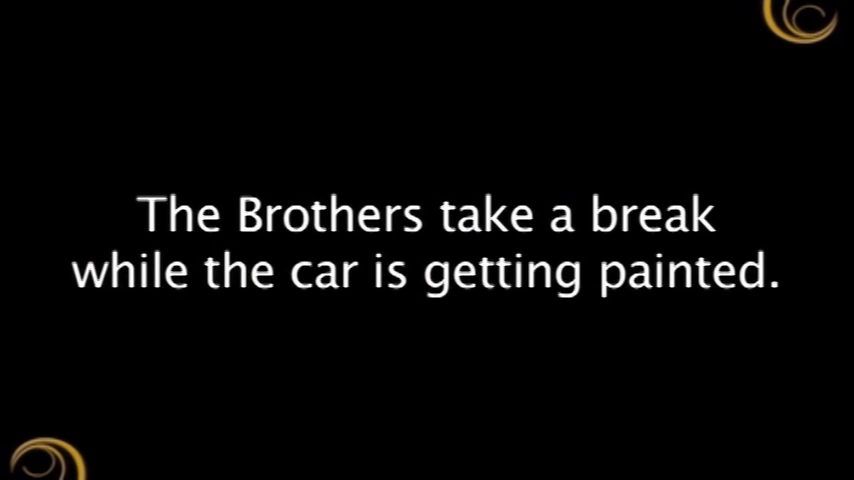 The Brothers take a break
while the car is getting painted.